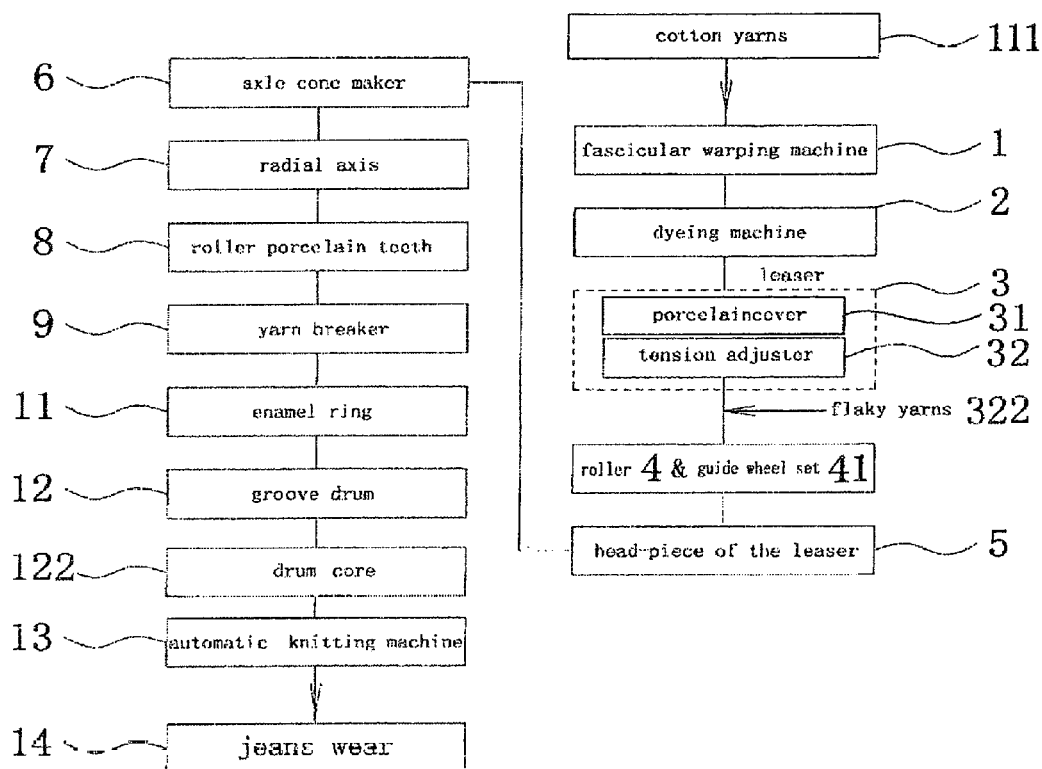 cotton yarns 111
fascicular warping machine 1
dyeing machine 2
leaser 3
porcelaincover 31
tension adjuster 32
flaky yarns 322
roller 4 & guide wheel set 41
head-piece of the leaser 5
6 axle cone maker
7 radial axis
8 roller porcelain teeth
9 yarn breaker
11 enamel ring
12 groove drum
122 drum core
13 automatic knitting machine
14 jeans wear